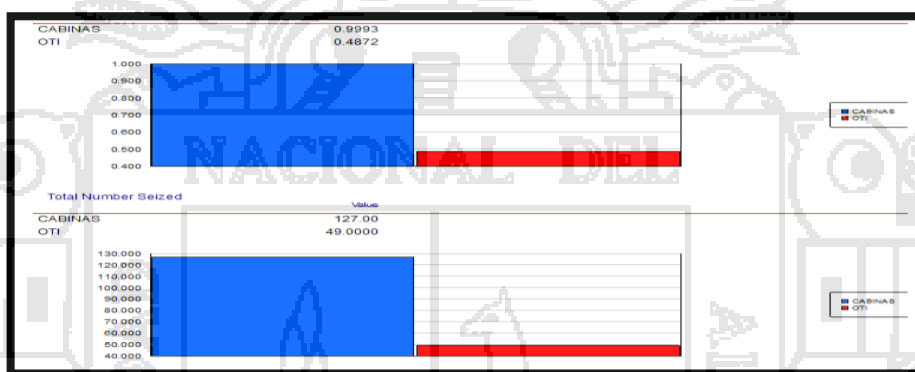 CABINAS 0.9993
OTI 0.4872
1.000
0.900
0.800
0.700
0.600
0.500
0.400
CABINAS
OTI
NACIONAL DEL
Total Number Seized
Value
CABINAS 127.00
OTI 49.0000
130.000
120.000
110.000
100.000
90.000
80.000
70.000
60.000
50.000
40.000
CABINAS
OTI